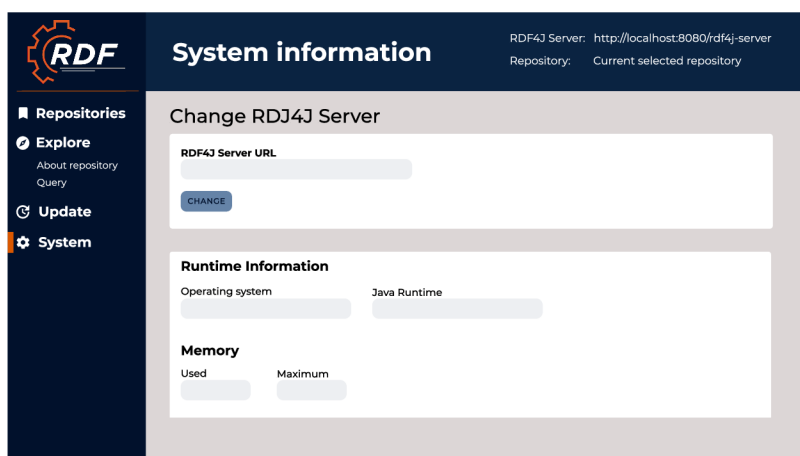 RDF
System information
RDF4J Server: http://localhost:8080/rdf4j-server
Repository: Current selected repository
Repositories
Explore
About repository
Query
Update
System
Change RDJ4J Server
RDF4J Server URL
CHANGE
Runtime Information
Operating system Java Runtime
Memory
Used Maximum